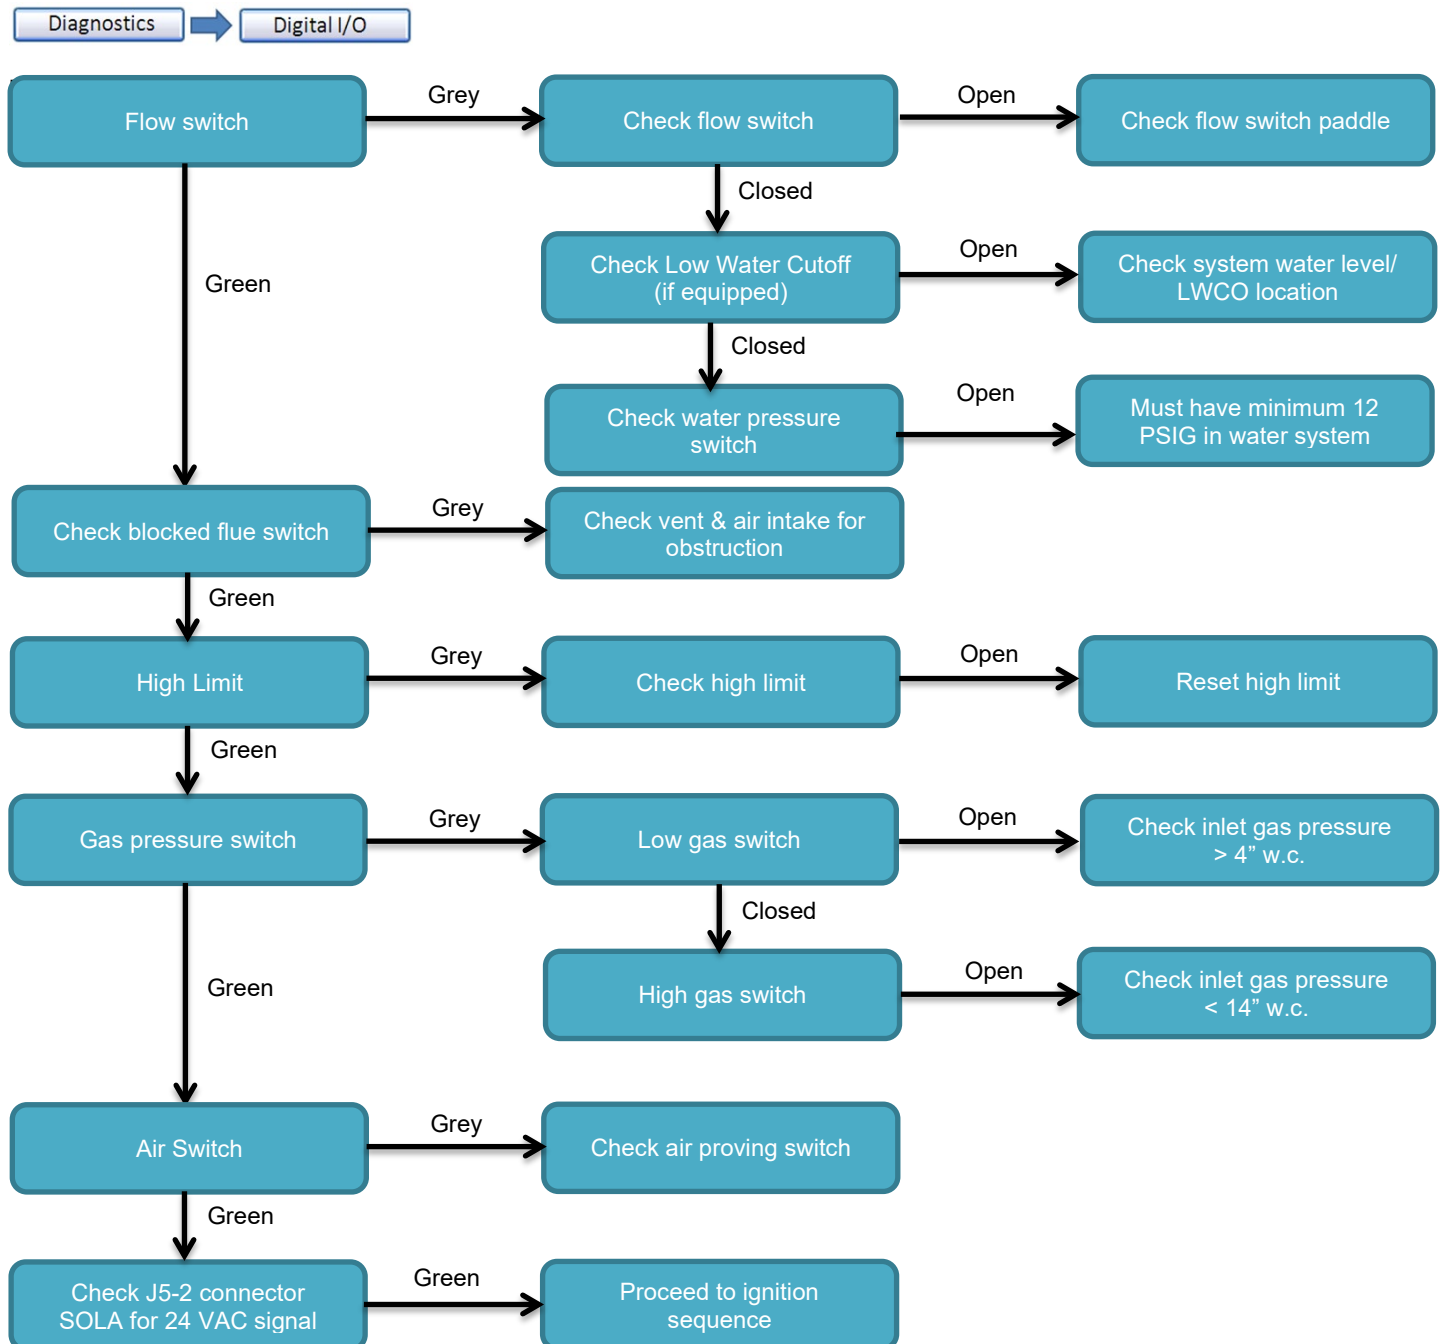 Diagnostics
Digital I/O
Flow switch
Grey
Check flow switch
Open
Check flow switch paddle
Closed
Green
Check Low Water Cutoff
(if equipped)
Open
Check system water level/
LWCO location
Closed
Check water pressure
switch
Open
Must have minimum 12
PSIG in water system
Check blocked flue switch
Grey
Check vent & air intake for
obstruction
Green
High Limit
Grey
Check high limit
Open
Reset high limit
Green
Gas pressure switch
Grey
Low gas switch
Open
Check inlet gas pressure
> 4” w.c.
Closed
Green
High gas switch
Open
Check inlet gas pressure
< 14” w.c.
Air Switch
Grey
Check air proving switch
Green
Check J5-2 connector
SOLA for 24 VAC signal
Green
Proceed to ignition
sequence